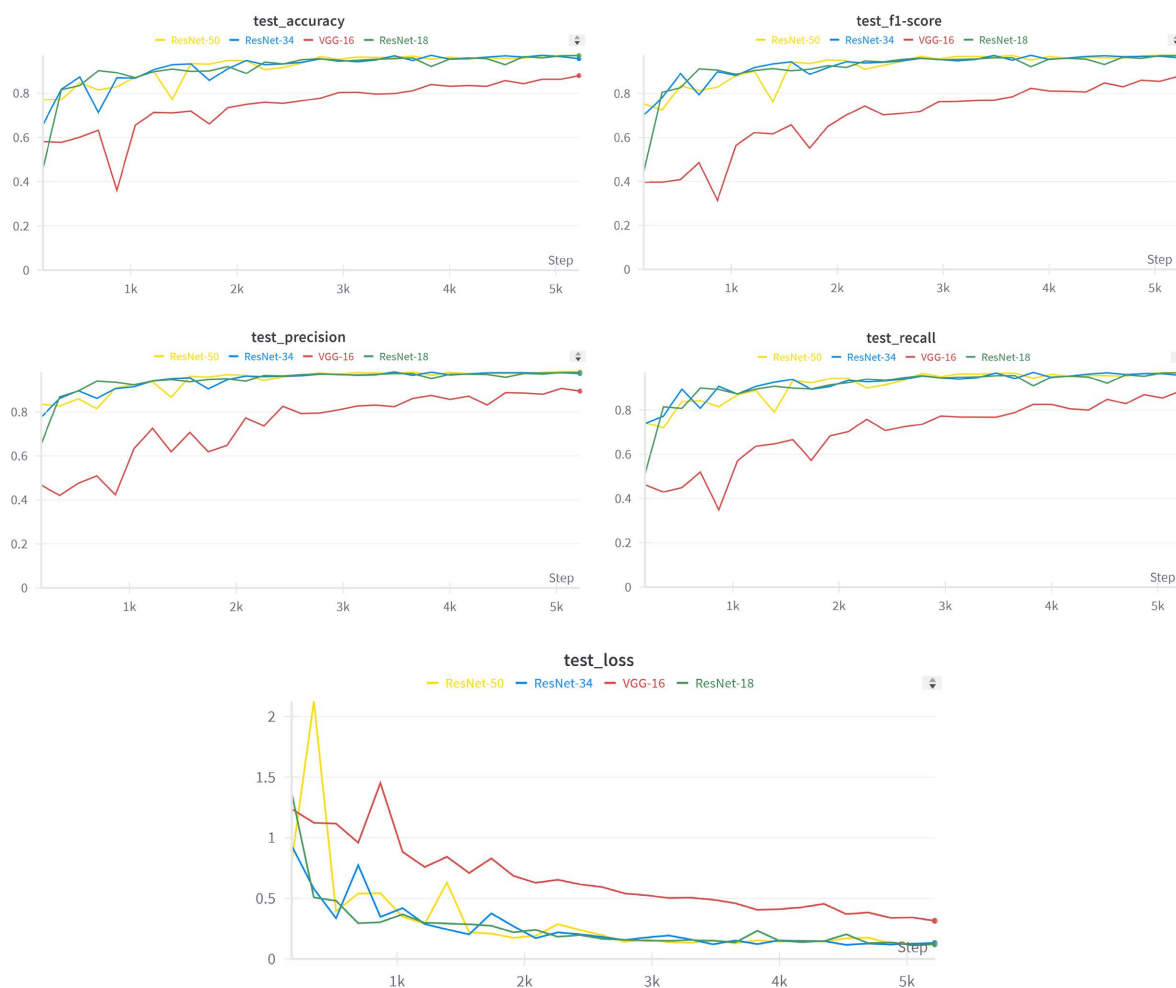 test_accuracy
ResNet-50 ResNet-34 VGG-16 ResNet-18
0.8
0.6
0.4
0.2
0
Step
1k 2k 3k 4k 5k
test_f1-score
ResNet-50 ResNet-34 VGG-16 ResNet-18
0.8
0.6
0.4
0.2
0
Step
1k 2k 3k 4k 5k
test_precision
ResNet-50 ResNet-34 VGG-16 ResNet-18
0.8
0.6
0.4
0.2
0
Step
1k 2k 3k 4k 5k
test_recall
ResNet-50 ResNet-34 VGG-16 ResNet-18
0.8
0.6
0.4
0.2
0
Step
1k 2k 3k 4k 5k
test_loss
ResNet-50 ResNet-34 VGG-16 ResNet-18
2
1.5
1
0.5
0
Step
1k 2k 3k 4k 5k